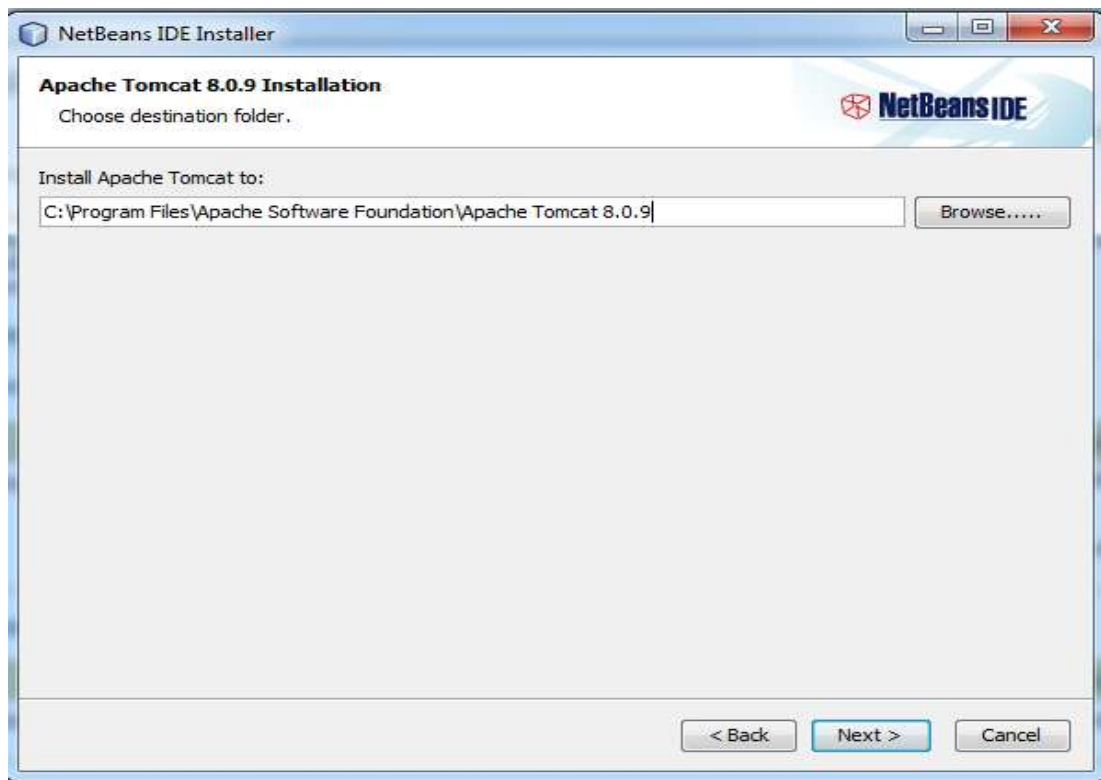 NetBeans IDE Installer
Apache Tomcat 8.0.9 Installation
Choose destination folder.
NetBeans IDE
Install Apache Tomcat to:
C:\Program Files\Apache Software Foundation\Apache Tomcat 8.0.9
Browse.....
< Back
Next >
Cancel